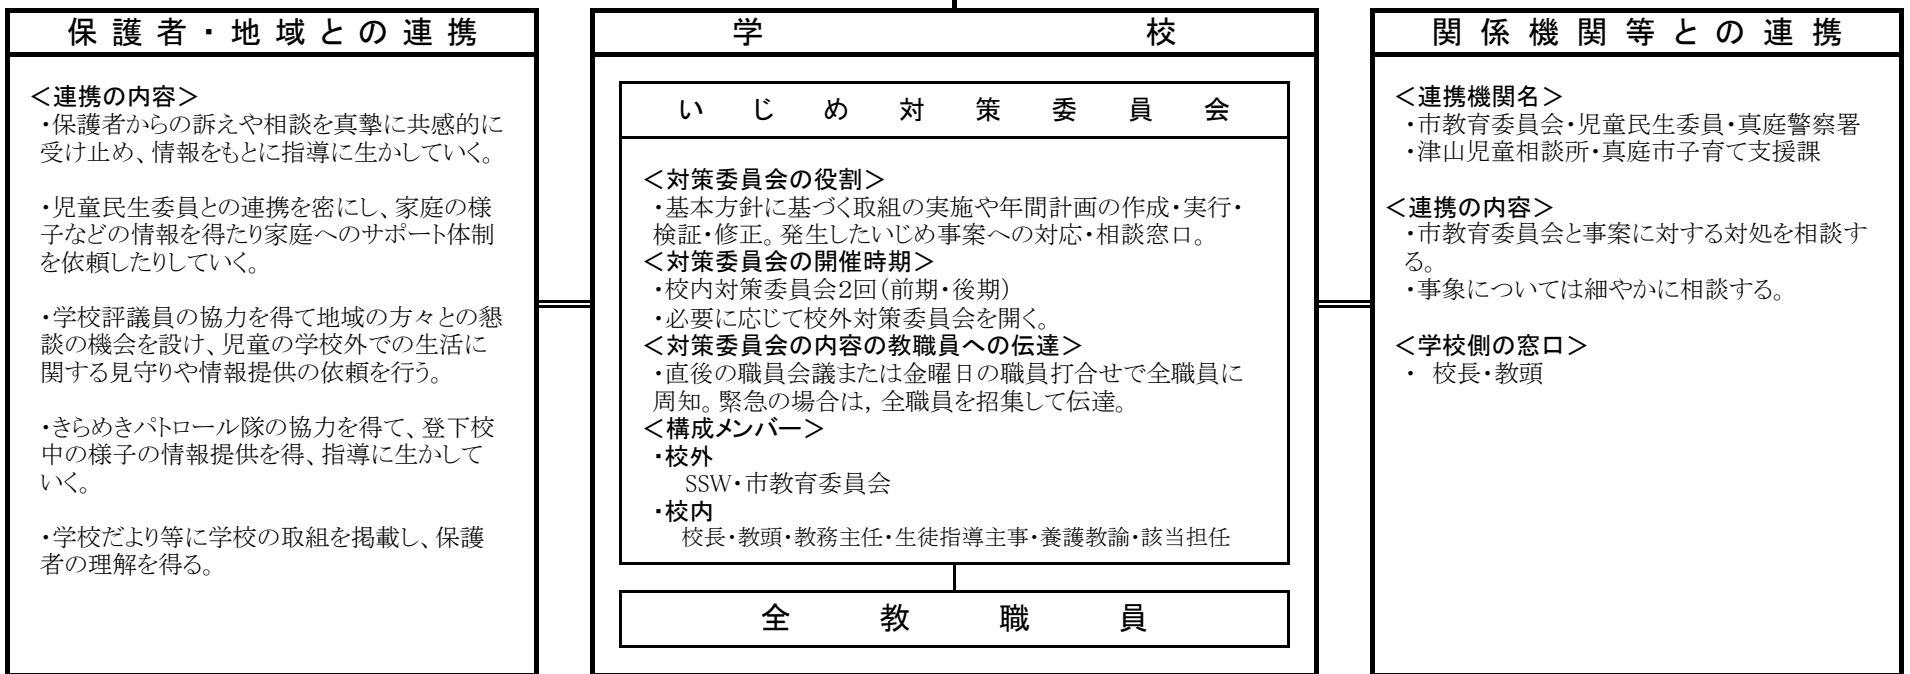 保護者・地域との連携
＜連携の内容＞
・保護者からの訴えや相談を真摯に共感的に
受け止め、情報をもとに指導に生かしていく。
・児童民生委員との連携を密にし、家庭の様
子などの情報を得たり家庭へのサポート体制
を依頼したりしていく。
・学校評議員の協力を得て地域の方々との懇
談の機会を設け、児童の学校外での生活に
関する見守りや情報提供の依頼を行う。
・きらめきパトロール隊の協力を得て、登下校
中の様子の情報提供を得、指導に生かして
いく。
・学校だより等に学校の取組を掲載し、保護
者の理解を得る。
学校
いじめ対策委員会
＜対策委員会の役割＞
・基本方針に基づく取組の実施や年間計画の作成・実行・
検証・修正。発生したいじめ事案への対応・相談窓口。
＜対策委員会の開催時期＞
・校内対策委員会2回（前期・後期）
・必要に応じて校外対策委員会を開く。
＜対策委員会の内容の教職員への伝達＞
・直後の職員会議または金曜日の職員打合せで全職員に
周知。緊急の場合は，全職員を招集して伝達。
＜構成メンバー＞
・校外
SSW・市教育委員会
・校内
校長・教頭・教務主任・生徒指導主事・養護教諭・該当担任
全教職員
関係機関等との連携
＜連携機関名＞
・市教育委員会・児童民生委員・真庭警察署
・津山児童相談所・真庭市子育て支援課
＜連携の内容＞
・市教育委員会と事案に対する対処を相談す
る。
・事象については細やかに相談する。
＜学校側の窓口＞
・ 校長・教頭